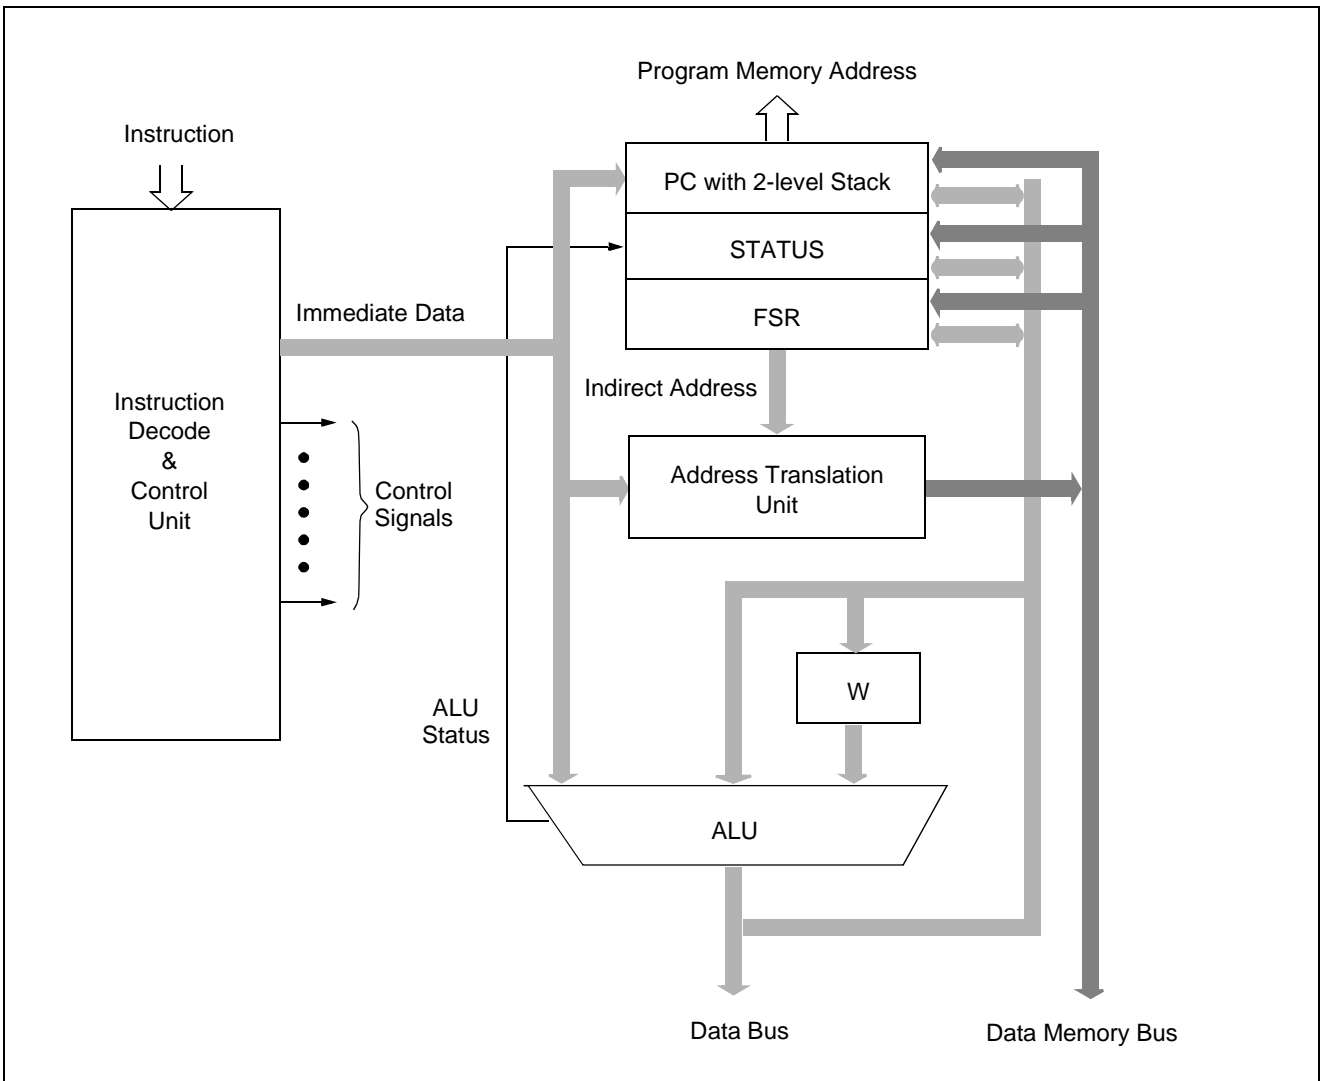 Program Memory Address
Instruction
PC with 2-level Stack
STATUS
FSR
Immediate Data
Indirect Address
Instruction
Decode
&
Control
Unit
Control
Signals
Address Translation
Unit
W
ALU
Status
ALU
Data Bus
Data Memory Bus